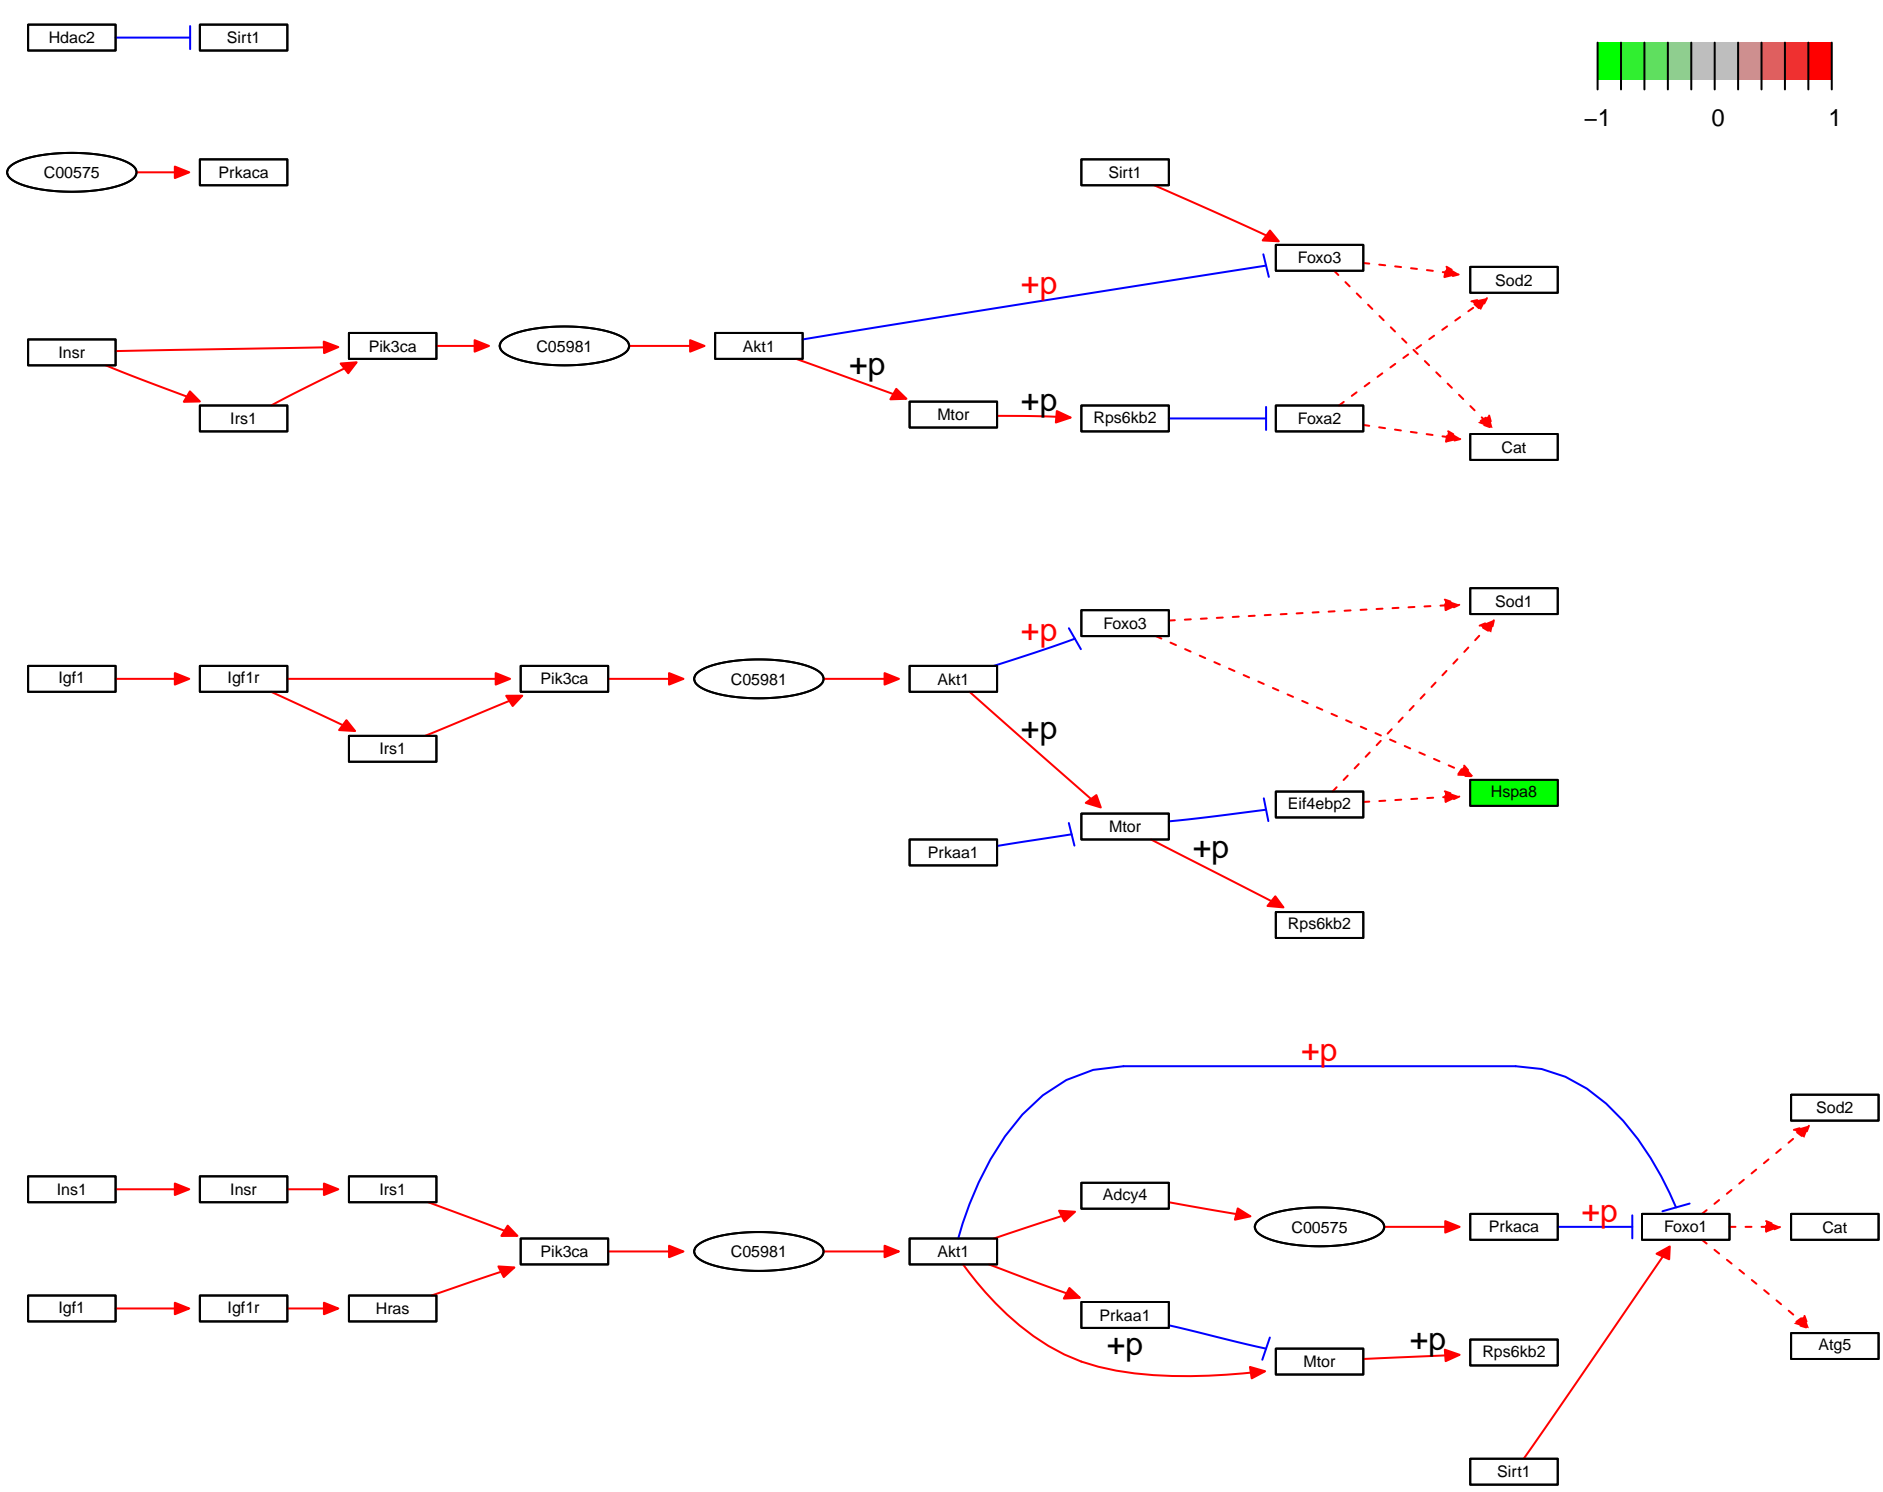 Hdac2
Sirt1
−1
0
1
C00575
Prkaca
Sirt1
Foxo3
Sod2
+p
Insr
Pik3ca
C05981
Akt1
+p
Irs1
Mtor
+p
Rps6kb2
Foxa2
Cat
Sod1
Foxo3
+p
Igf1
Igf1r
Pik3ca
C05981
Akt1
+p
Irs1
Hspa8
Eif4ebp2
Mtor
Prkaa1
+p
Rps6kb2
+p
Sod2
Ins1
Insr
Irs1
Adcy4
C00575
Prkaca
+p
Foxo1
Cat
Pik3ca
C05981
Akt1
Igf1
Igf1r
Hras
Prkaa1
+p
Mtor
+p
Rps6kb2
Atg5
Sirt1